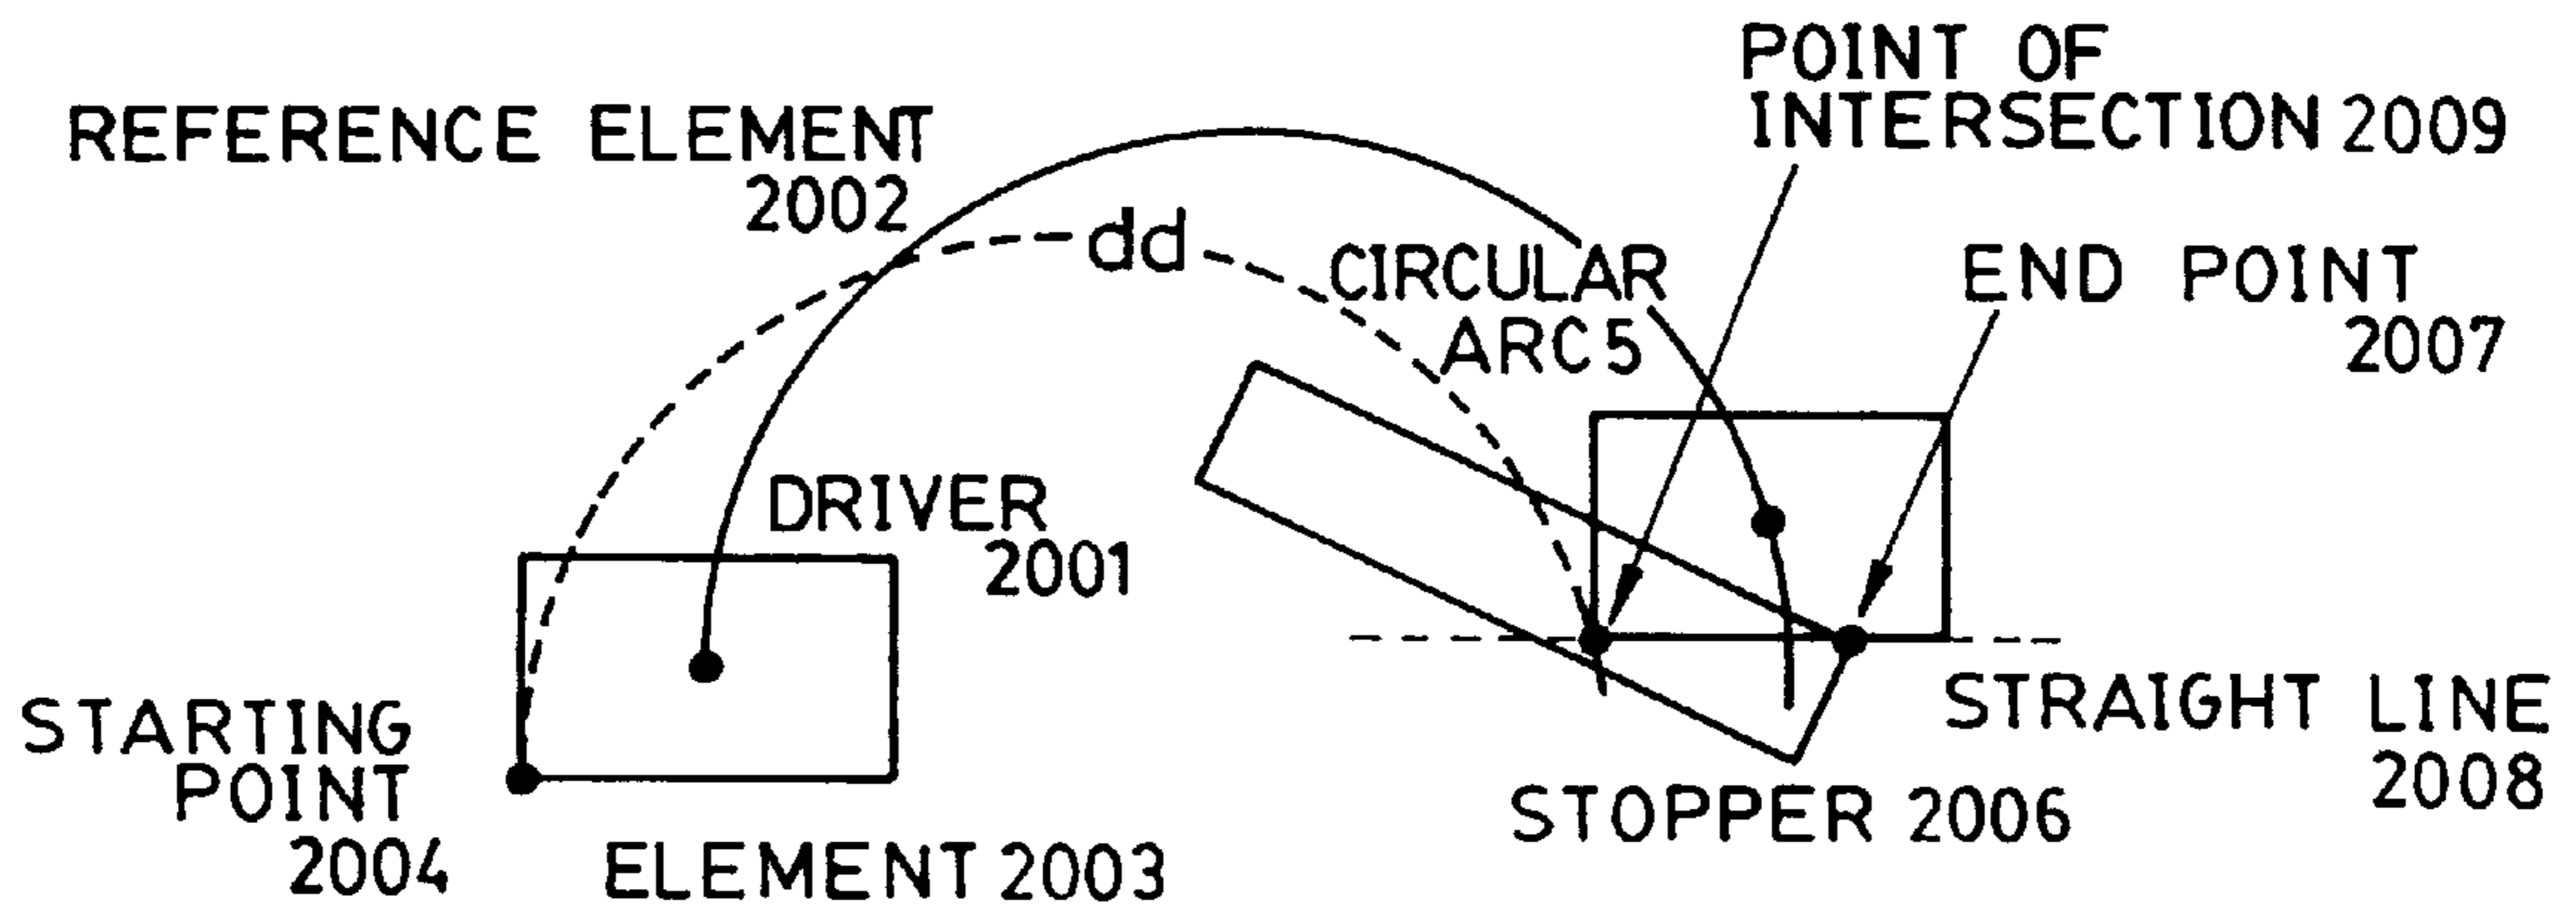 POINT OF
INTERSECTION 2009
REFERENCE ELEMENT
2002
dd
CIRCULAR
ARC 5
END POINT
2007
DRIVER
2001
STARTING
POINT
2004
ELEMENT 2003
STRAIGHT LINE
2008
STOPPER 2006